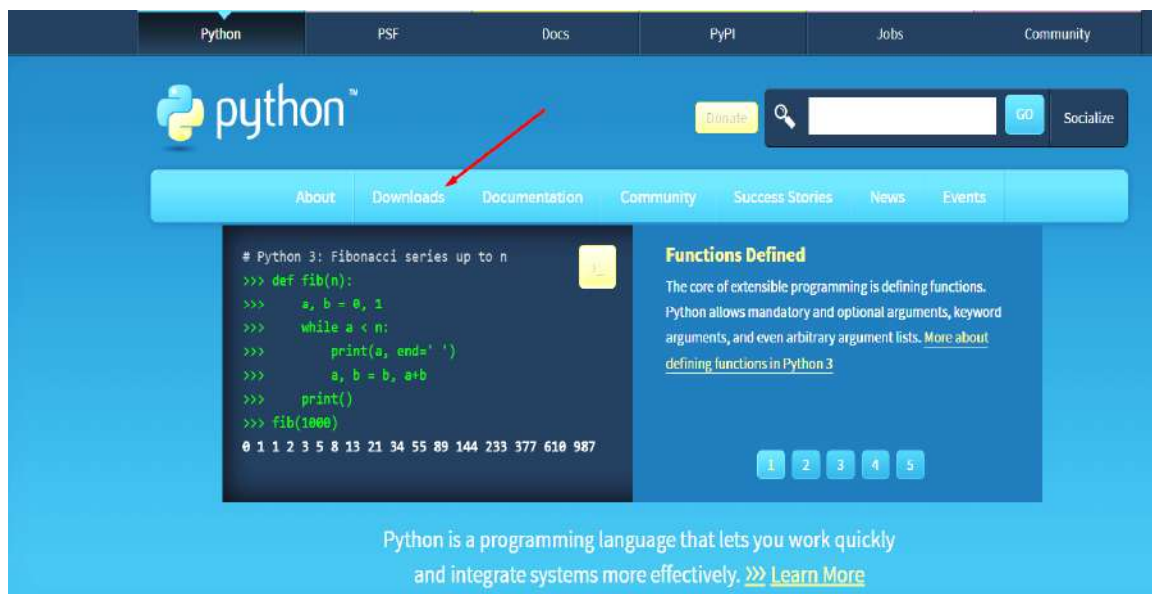 Python PSF Docs PyPI Jobs Community
python™
Donate GO Socialize
About Downloads Documentation Community Success Stories News Events
# Python 3: Fibonacci series up to n
>>> def fib(n):
>>>     a, b = 0, 1
>>>     while a < n:
>>>         print(a, end=' ')
>>>         a, b = b, a+b
>>>     print()
>>> fib(1000)
0 1 1 2 3 5 8 13 21 34 55 89 144 233 377 610 987
>_
Functions Defined
The core of extensible programming is defining functions.
Python allows mandatory and optional arguments, keyword
arguments, and even arbitrary argument lists. More about
defining functions in Python 3
1 2 3 4 5
Python is a programming language that lets you work quickly
and integrate systems more effectively. >>> Learn More